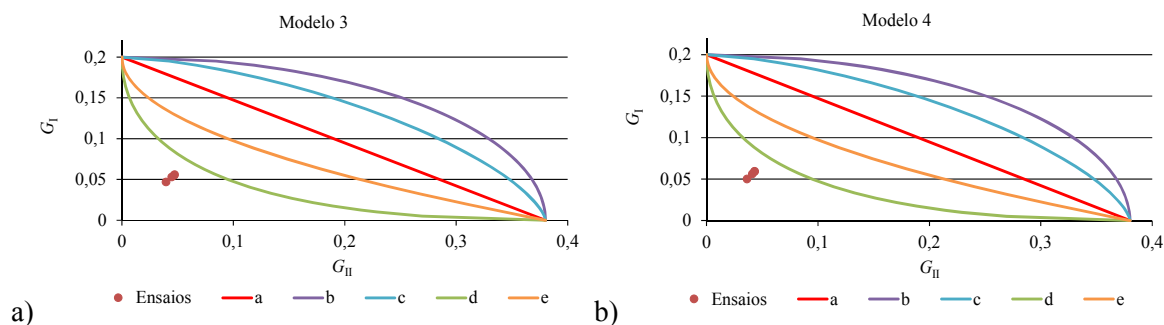 Modelo 3
0,2
0,15
0,1
0,05
0
G_I
0 0,1 0,2 0,3 0,4
G_II
Ensaios a b c d e
a)
Modelo 4
0,2
0,15
0,1
0,05
0
G_I
0 0,1 0,2 0,3 0,4
G_II
Ensaios a b c d e
b)